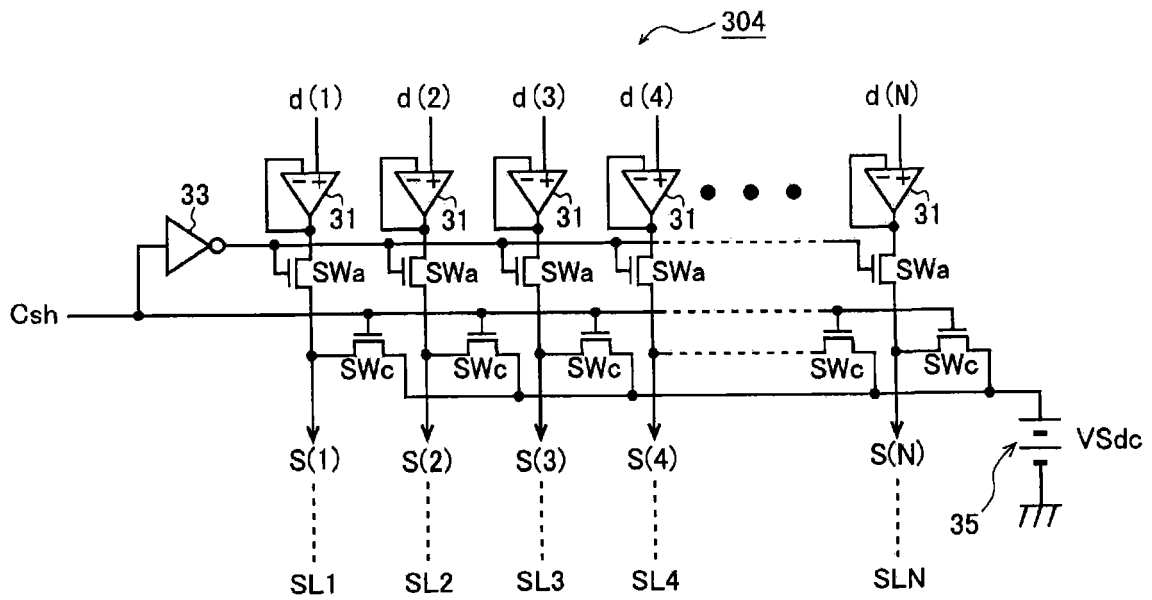 304
d(1) d(2) d(3) d(4) d(N)
33
− + − + − + − + − +
31 31 31 31 31
SWa SWa SWa SWa SWa
Csh
SWc SWc SWc SWc SWc
S(1) S(2) S(3) S(4) S(N)
VSdc
35
SL1 SL2 SL3 SL4 SLN